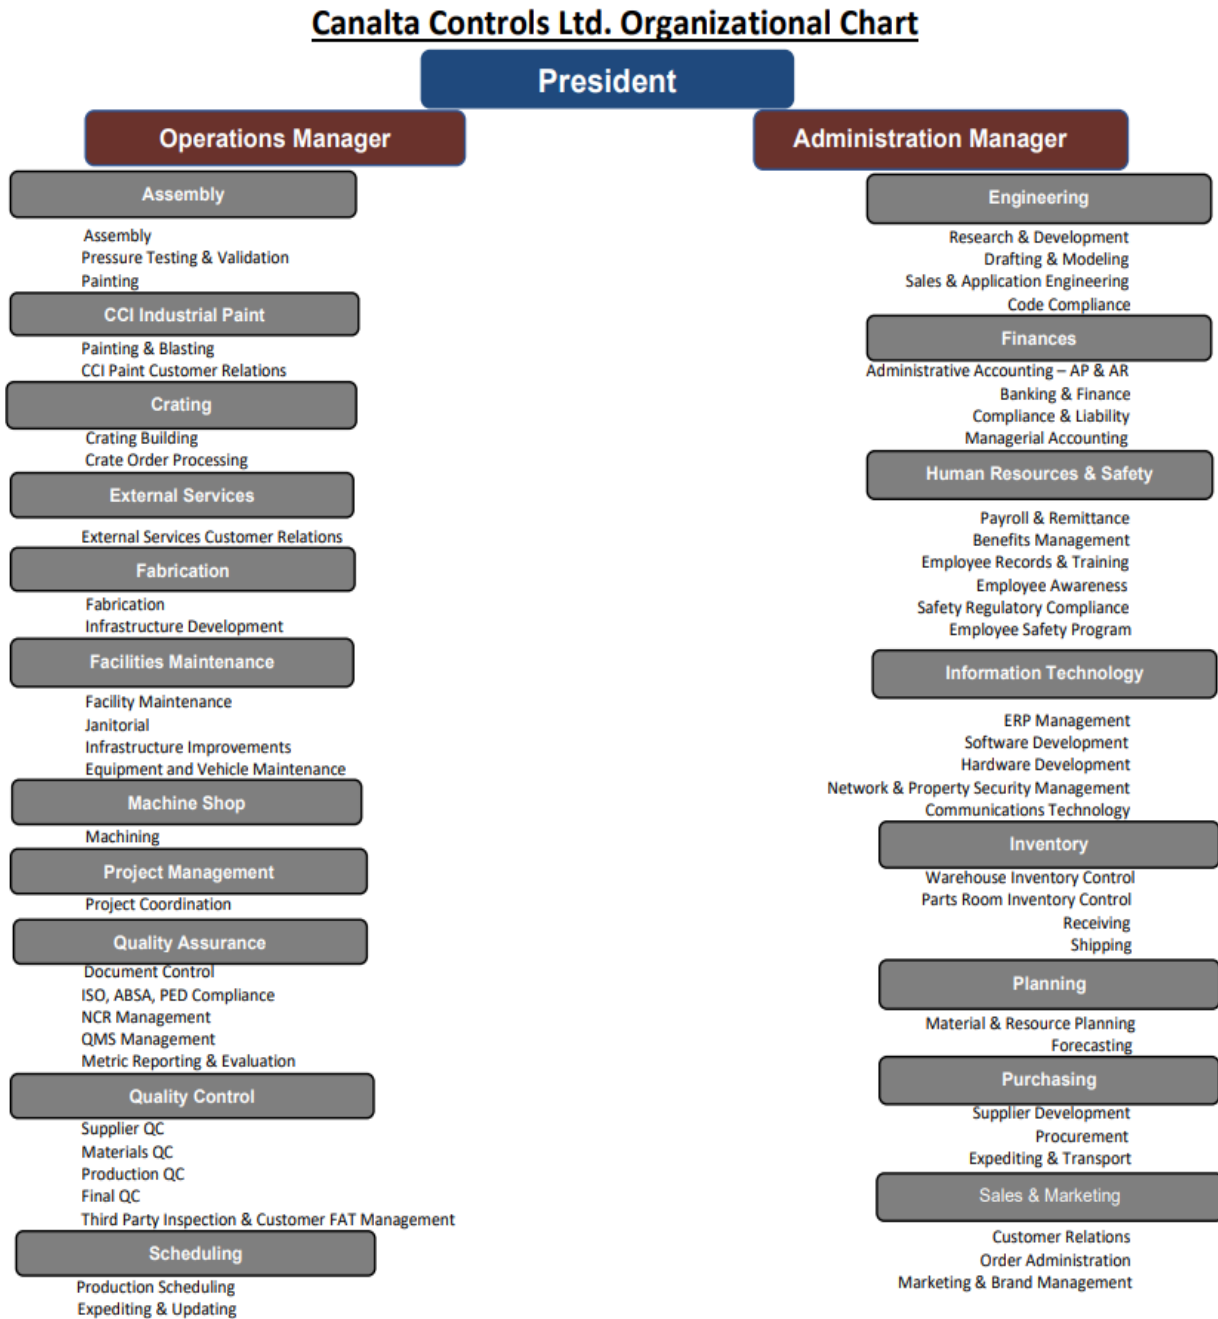 Canalta Controls Ltd. Organizational Chart
President
Operations Manager
Assembly
Assembly
Pressure Testing & Validation
Painting
CCI Industrial Paint
Painting & Blasting
CCI Paint Customer Relations
Crating
Crating Building
Crate Order Processing
External Services
External Services Customer Relations
Fabrication
Fabrication
Infrastructure Development
Facilities Maintenance
Facility Maintenance
Janitorial
Infrastructure Improvements
Equipment and Vehicle Maintenance
Machine Shop
Machining
Project Management
Project Coordination
Quality Assurance
Document Control
ISO, ABSA, PED Compliance
NCR Management
QMS Management
Metric Reporting & Evaluation
Quality Control
Supplier QC
Materials QC
Production QC
Final QC
Third Party Inspection & Customer FAT Management
Scheduling
Production Scheduling
Expediting & Updating
Administration Manager
Engineering
Research & Development
Drafting & Modeling
Sales & Application Engineering
Code Compliance
Finances
Administrative Accounting – AP & AR
Banking & Finance
Compliance & Liability
Managerial Accounting
Human Resources & Safety
Payroll & Remittance
Benefits Management
Employee Records & Training
Employee Awareness
Safety Regulatory Compliance
Employee Safety Program
Information Technology
ERP Management
Software Development
Hardware Development
Network & Property Security Management
Communications Technology
Inventory
Warehouse Inventory Control
Parts Room Inventory Control
Receiving
Shipping
Planning
Material & Resource Planning
Forecasting
Purchasing
Supplier Development
Procurement
Expediting & Transport
Sales & Marketing
Customer Relations
Order Administration
Marketing & Brand Management